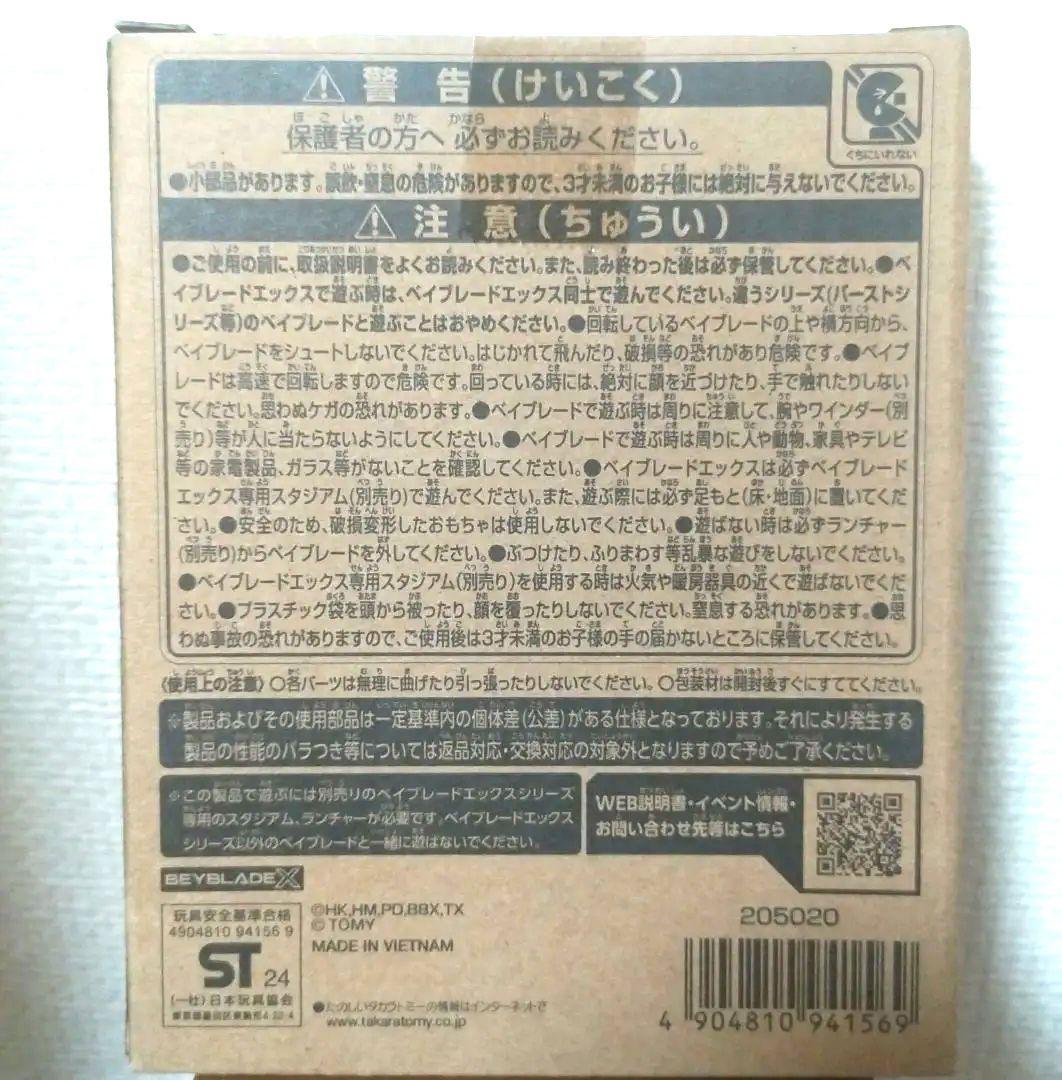 ⚠警 告(けいこく)
保護者の方へ 必ずお読みください。
くちにいれない
●小部品があります。誤飲・窒息の危険がありますので、3才未満のお子様には絶対に与えないでください。
⚠注 意(ちゅうい)
●ご使用の前に、取扱説明書をよくお読みください。また、読み終わった後は必ず保管してください。●ベ
イブレードエックスで遊ぶ時は、ベイブレードエックス同士で遊んでください。違うシリーズ(バーストシ
リーズ等)のベイブレードと遊ぶことはおやめください。●回転しているベイブレードの上や横方向から、
ベイブレードをシュートしないでください。はじかれて飛んだり、破損等の恐れがあり危険です。●ベイブ
レードは高速で回転しますので危険です。回っている時には、絶対に顔を近づけたり、手で触れたりしない
でください。思わぬケガの恐れがあります。●ベイブレードで遊ぶ時は周りに注意して、腕やワインダー(別
売り)等が人に当たらないようにしてください。●ベイブレードで遊ぶ時は周りに人や動物、家具やテレビ
等の家電製品、ガラス等がないことを確認してください。●ベイブレードエックスは必ずベイブレード
エックス専用スタジアム(別売り)で遊んでください。また、遊ぶ際には必ず足もと(床・地面)に置いてくだ
さい。●安全のため、破損変形したおもちゃは使用しないでください。●遊ばない時は必ずランチャー
(別売り)からベイブレードを外してください。●ぶつけたり、ふりまわす等乱暴な遊びをしないでください。
●ベイブレードエックス専用スタジアム(別売り)を使用する時は火気や暖房器具の近くで遊ばないでくだ
さい。●プラスチック袋を頭から被ったり、顔を覆ったりしないでください。窒息する恐れがあります。●思
わぬ事故の恐れがありますので、ご使用後は3才未満のお子様の手の届かないところに保管してください。
〈使用上の注意〉○各パーツは無理に曲げたり引っ張ったりしないでください。○包装材は開封後すぐにすててください。
※製品およびその使用部品は一定基準内の個体差(公差)がある仕様となっております。それにより発生する
製品の性能のバラつき等については返品対応・交換対応の対象外となりますので予めご了承ください。
※この製品で遊ぶには別売りのベイブレードエックスシリーズ
専用のスタジアム、ランチャーが必要です。ベイブレードエックス
シリーズ以外のベイブレードと一緒に遊ばないでください。
WEB説明書・イベント情報・
お問い合わせ先等はこちら
BEYBLADE X
玩具安全基準合格
4904810 94156 9
ST 24
(一社)日本玩具協会
東京都墨田区東駒形4-22-4
©HK,HM,PD,BBX,TX
© TOMY
MADE IN VIETNAM
●たのしいタカラトミーの情報はインターネットで
www.takaratomy.co.jp
205020
4 904810 941569